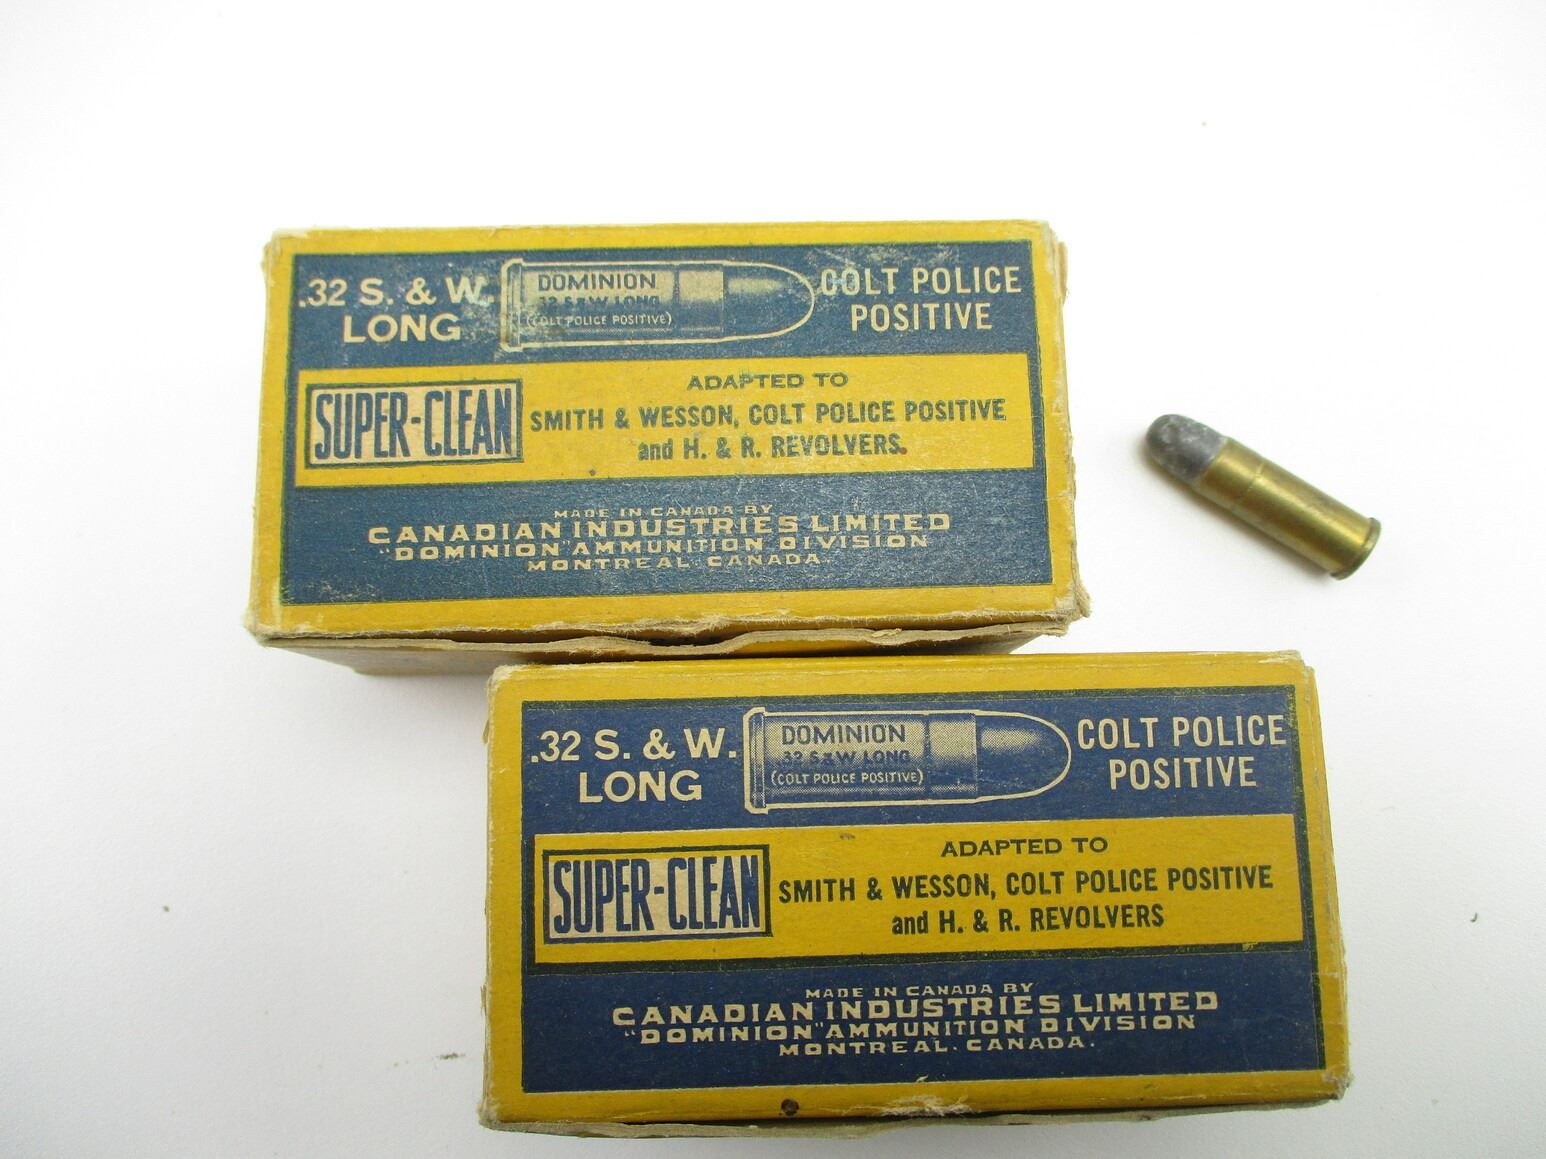 .32 S. & W.
LONG
DOMINION
.32 S & W LONG
(COLT POLICE POSITIVE)
COLT POLICE
POSITIVE
SUPER-CLEAN
ADAPTED TO
SMITH & WESSON, COLT POLICE POSITIVE
and H. & R. REVOLVERS.
MADE IN CANADA BY
CANADIAN INDUSTRIES LIMITED
"DOMINION" AMMUNITION DIVISION
MONTREAL. CANADA.
.32 S. & W.
LONG
DOMINION
.32 S & W LONG
(COLT POLICE POSITIVE)
COLT POLICE
POSITIVE
SUPER-CLEAN
ADAPTED TO
SMITH & WESSON, COLT POLICE POSITIVE
and H. & R. REVOLVERS
MADE IN CANADA BY
CANADIAN INDUSTRIES LIMITED
"DOMINION" AMMUNITION DIVISION
MONTREAL. CANADA.